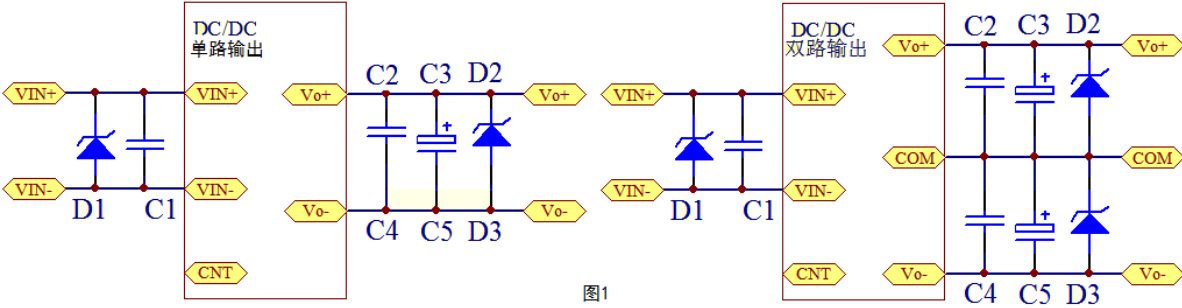 DC/DC
单路输出
VIN+
VIN+
VIN-
VIN-
D1
C1
CNT
Vo+
C2
C3
D2
Vo+
Vo-
C4
C5
D3
Vo-
图1
DC/DC
双路输出
VIN+
VIN+
VIN-
VIN-
D1
C1
CNT
Vo+
C2
C3
D2
Vo+
COM
COM
Vo-
C4
C5
D3
Vo-